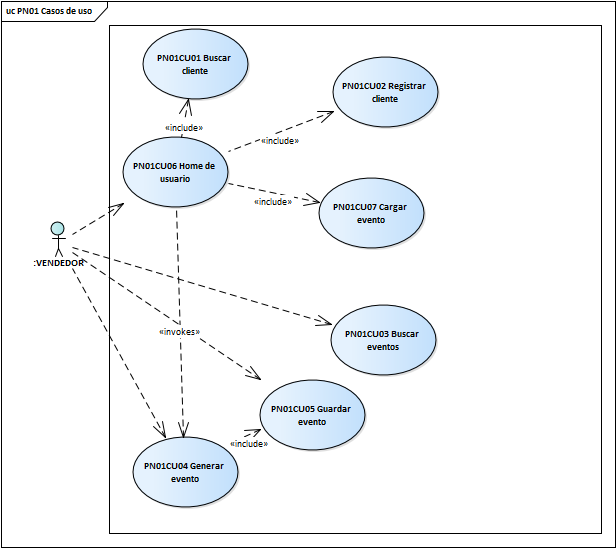 uc PN01 Casos de uso
PN01CU01 Buscar
cliente
PN01CU02 Registrar
cliente
«include»
«include»
PN01CU06 Home de
usuario
«include»
PN01CU07 Cargar
evento
:VENDEDOR
«invokes»
PN01CU03 Buscar
eventos
PN01CU05 Guardar
evento
«include»
PN01CU04 Generar
evento